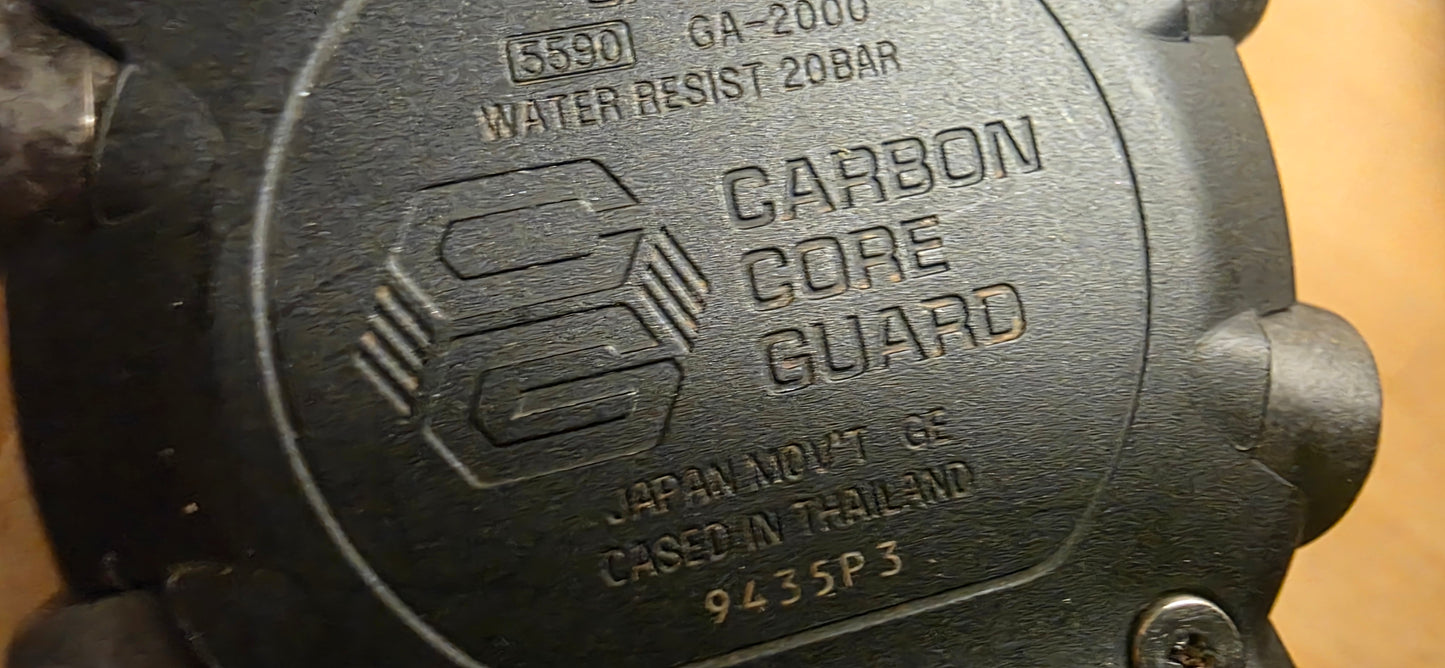 5590 GA-2000
WATER RESIST 20BAR
CARBON
CORE
GUARD
JAPAN MOV'T GE
CASED IN THAILAND
9435P3